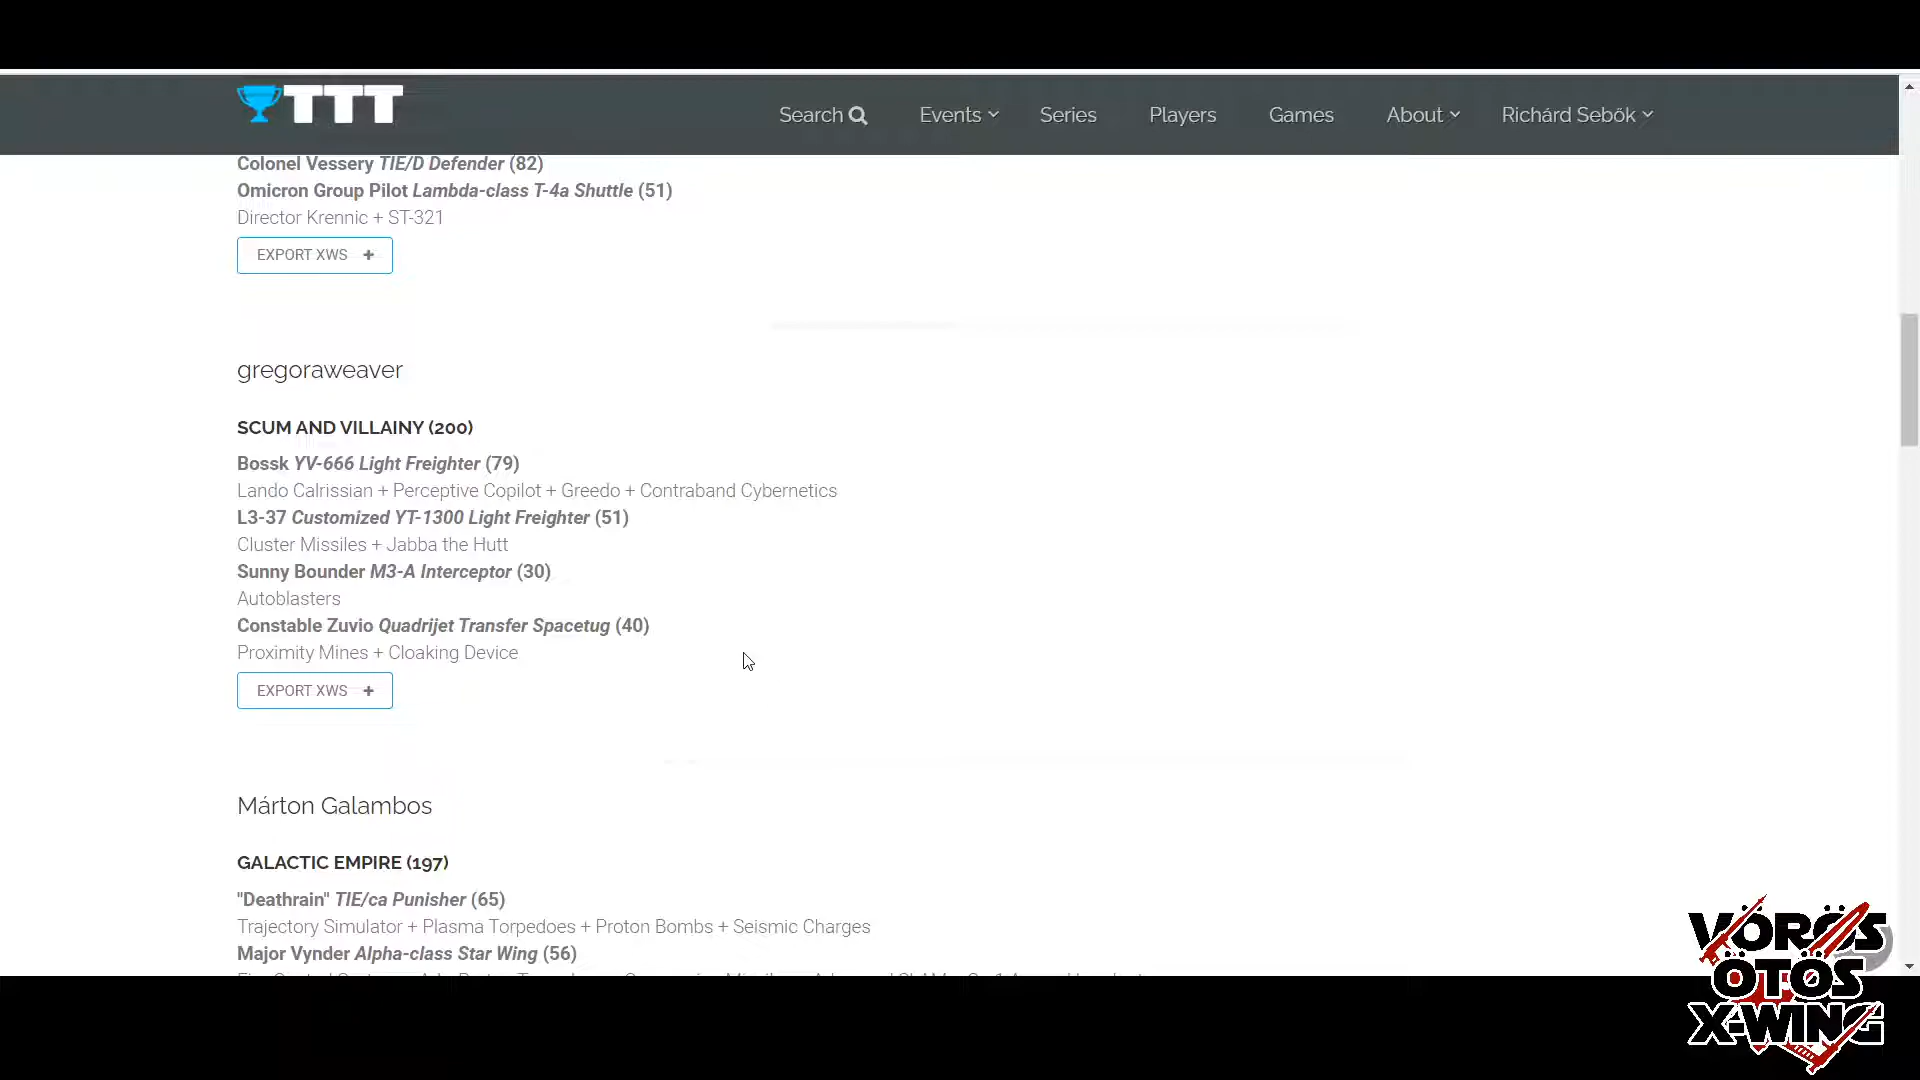 TTT
Search Events Series Players Games About Richárd Sebők
Colonel Vessery TIE/D Defender (82)
Omicron Group Pilot Lambda-class T-4a Shuttle (51)
Director Krennic + ST-321
EXPORT XWS +
gregoraweaver
SCUM AND VILLAINY (200)
Bossk YV-666 Light Freighter (79)
Lando Calrissian + Perceptive Copilot + Greedo + Contraband Cybernetics
L3-37 Customized YT-1300 Light Freighter (51)
Cluster Missiles + Jabba the Hutt
Sunny Bounder M3-A Interceptor (30)
Autoblasters
Constable Zuvio Quadrijet Transfer Spacetug (40)
Proximity Mines + Cloaking Device
EXPORT XWS +
Márton Galambos
GALACTIC EMPIRE (197)
"Deathrain" TIE/ca Punisher (65)
Trajectory Simulator + Plasma Torpedoes + Proton Bombs + Seismic Charges
Major Vynder Alpha-class Star Wing (56)
VÖRÖS
ÖTÖS
X-WING